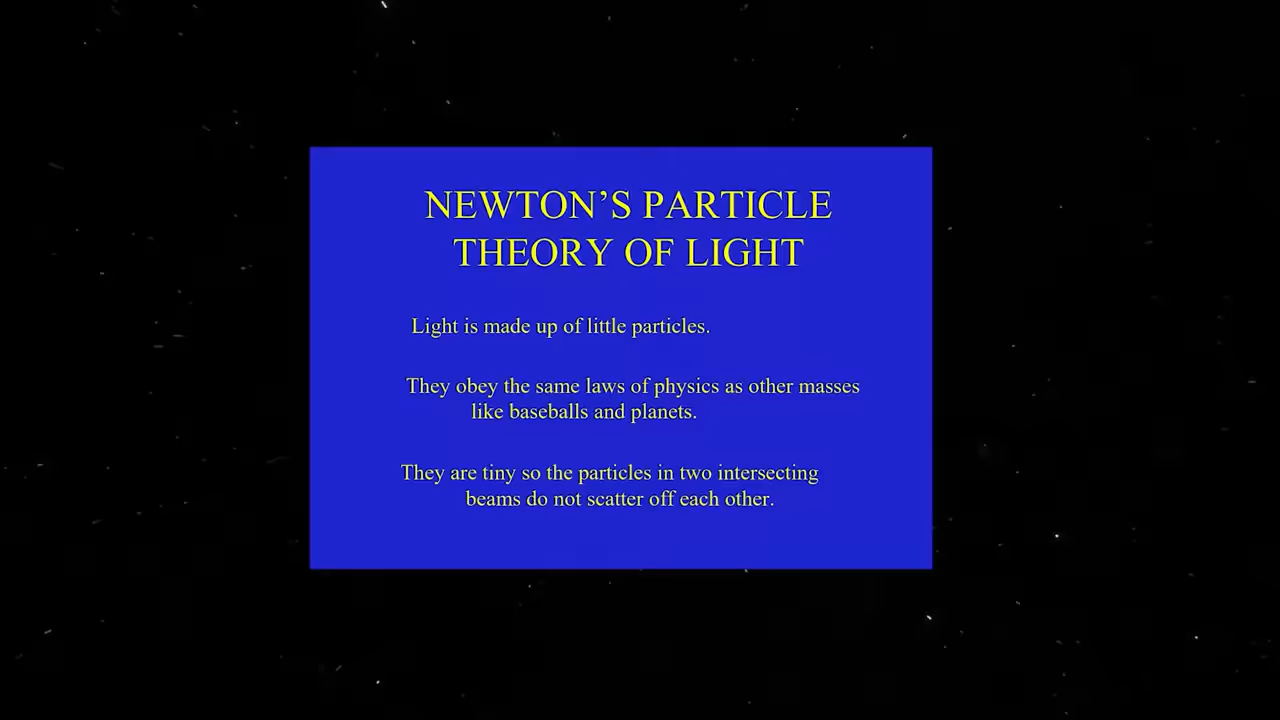 NEWTON’S PARTICLE
THEORY OF LIGHT
Light is made up of little particles.
They obey the same laws of physics as other masses
like baseballs and planets.
They are tiny so the particles in two intersecting
beams do not scatter off each other.